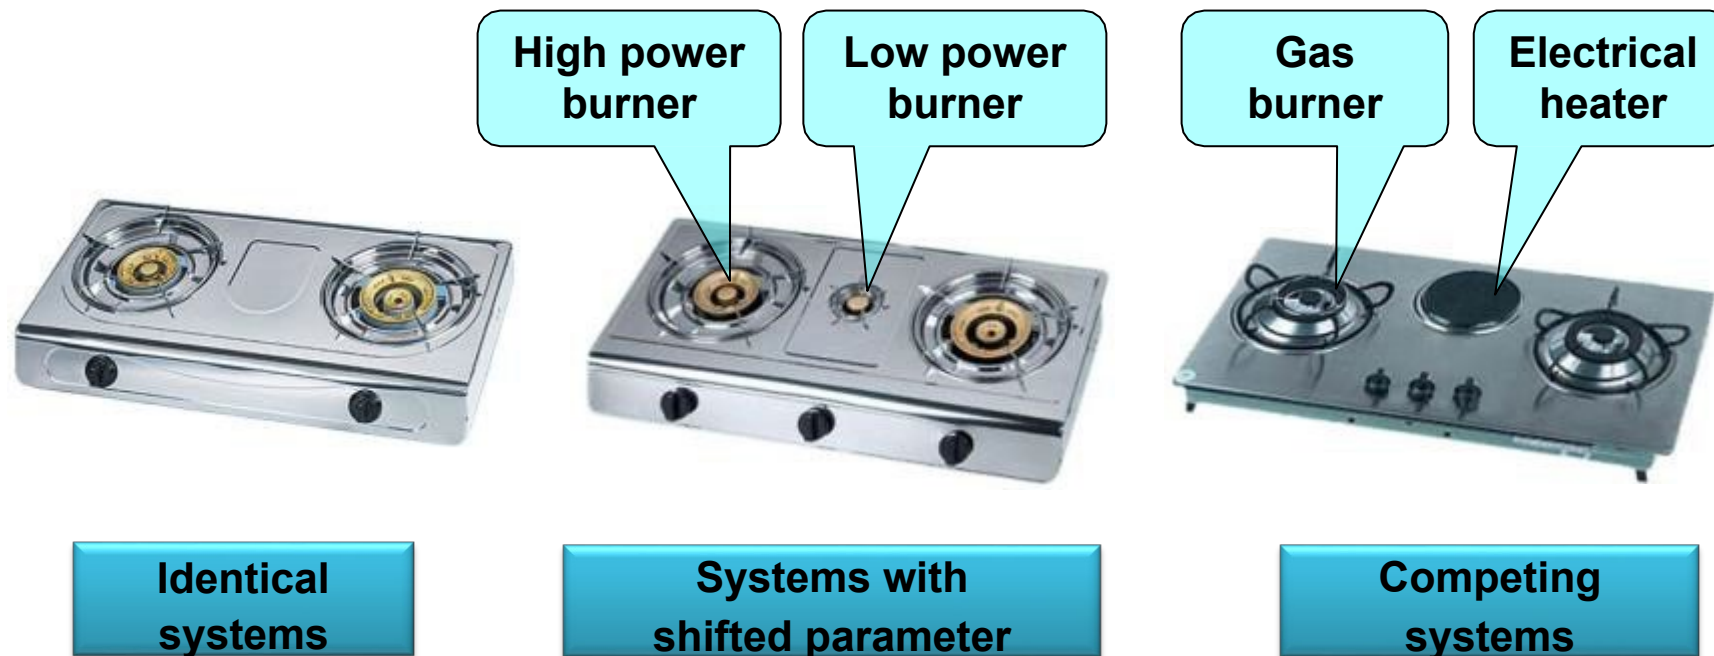 High power
burner
Low power
burner
Gas
burner
Electrical
heater
Identical
systems
Systems with
shifted parameter
Competing
systems